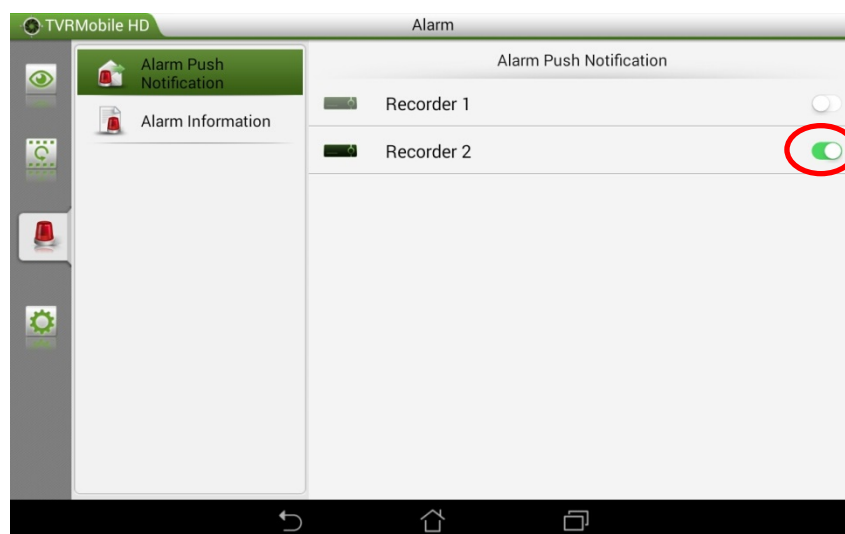 TVRMobile HD
Alarm
Alarm Push
Notification
Alarm Information
Alarm Push Notification
Recorder 1
Recorder 2